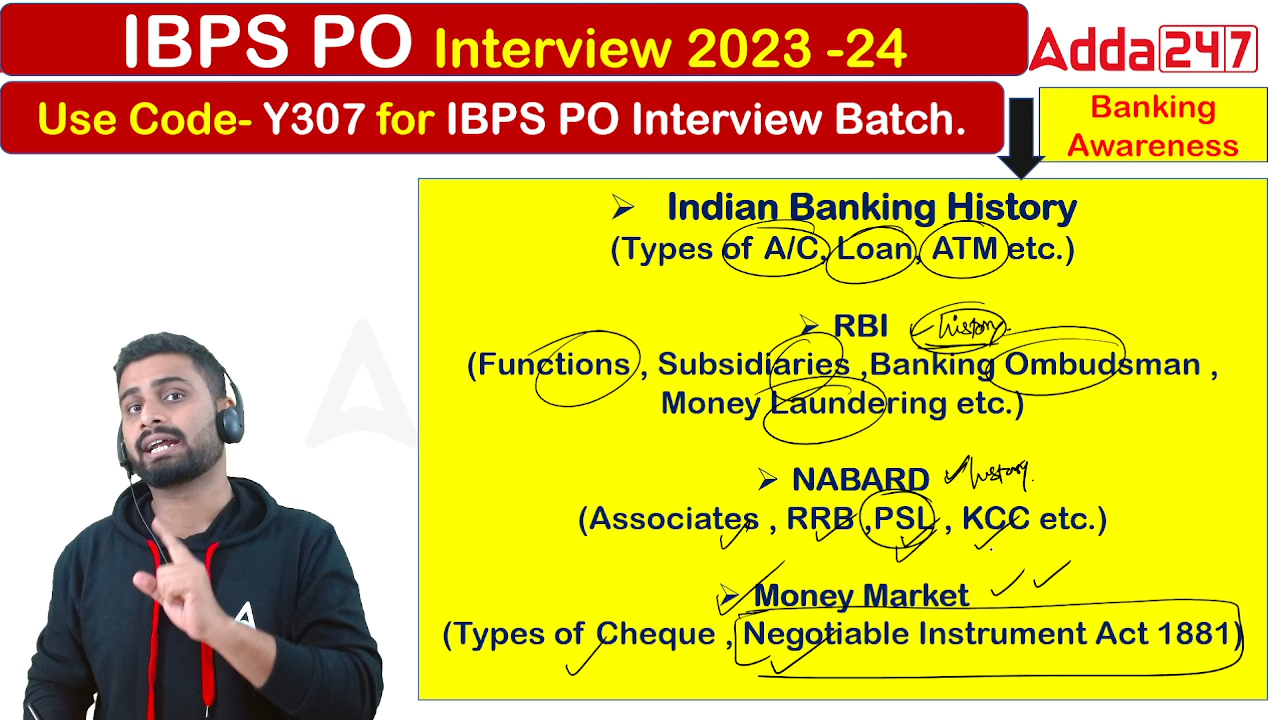 IBPS PO Interview 2023 -24
Adda247
Use Code- Y307 for IBPS PO Interview Batch.
Banking
Awareness
➢ Indian Banking History
(Types of A/C, Loan, ATM etc.)
➢ RBI history
(Functions , Subsidiaries ,Banking Ombudsman ,
Money Laundering etc.)
➢ NABARD history
(Associates , RRB ,PSL , KCC etc.)
➢ Money Market
(Types of Cheque , Negotiable Instrument Act 1881)